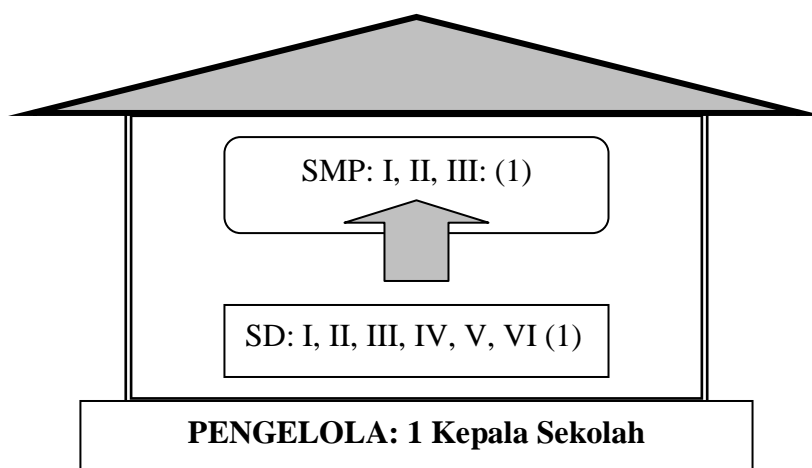 SMP: I, II, III: (1)
SD: I, II, III, IV, V, VI (1)
PENGELOLA: 1 Kepala Sekolah